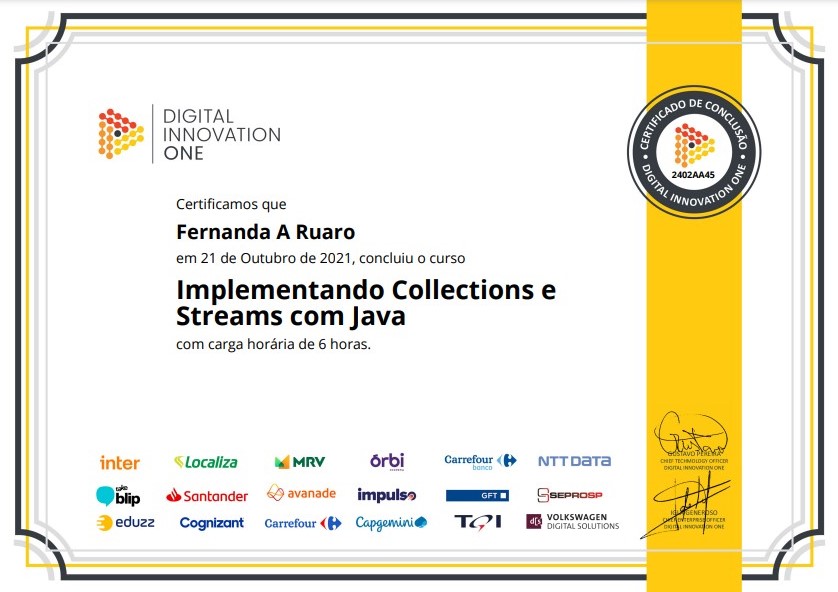 DIGITAL
INNOVATION
ONE
CERTIFICADO DE CONCLUSÃO
2402AA45
DIGITAL INNOVATION ONE
Certificamos que
Fernanda A Ruaro
em 21 de Outubro de 2021, concluiu o curso
Implementando Collections e
Streams com Java
com carga horária de 6 horas.
inter Localiza MRV órbi Carrefour banco NTT DATA
take blip Santander avanade impulso GFT SEPROSP
eduzz Cognizant Carrefour Capgemini TQI dfs VOLKSWAGEN
DIGITAL SOLUTIONS
GUSTAVO PEREIRA
CHIEF TECHNOLOGY OFFICER
DIGITAL INNOVATION ONE
GENEROSO
CHIEF ENTERPRISE OFFICER
DIGITAL INNOVATION ONE